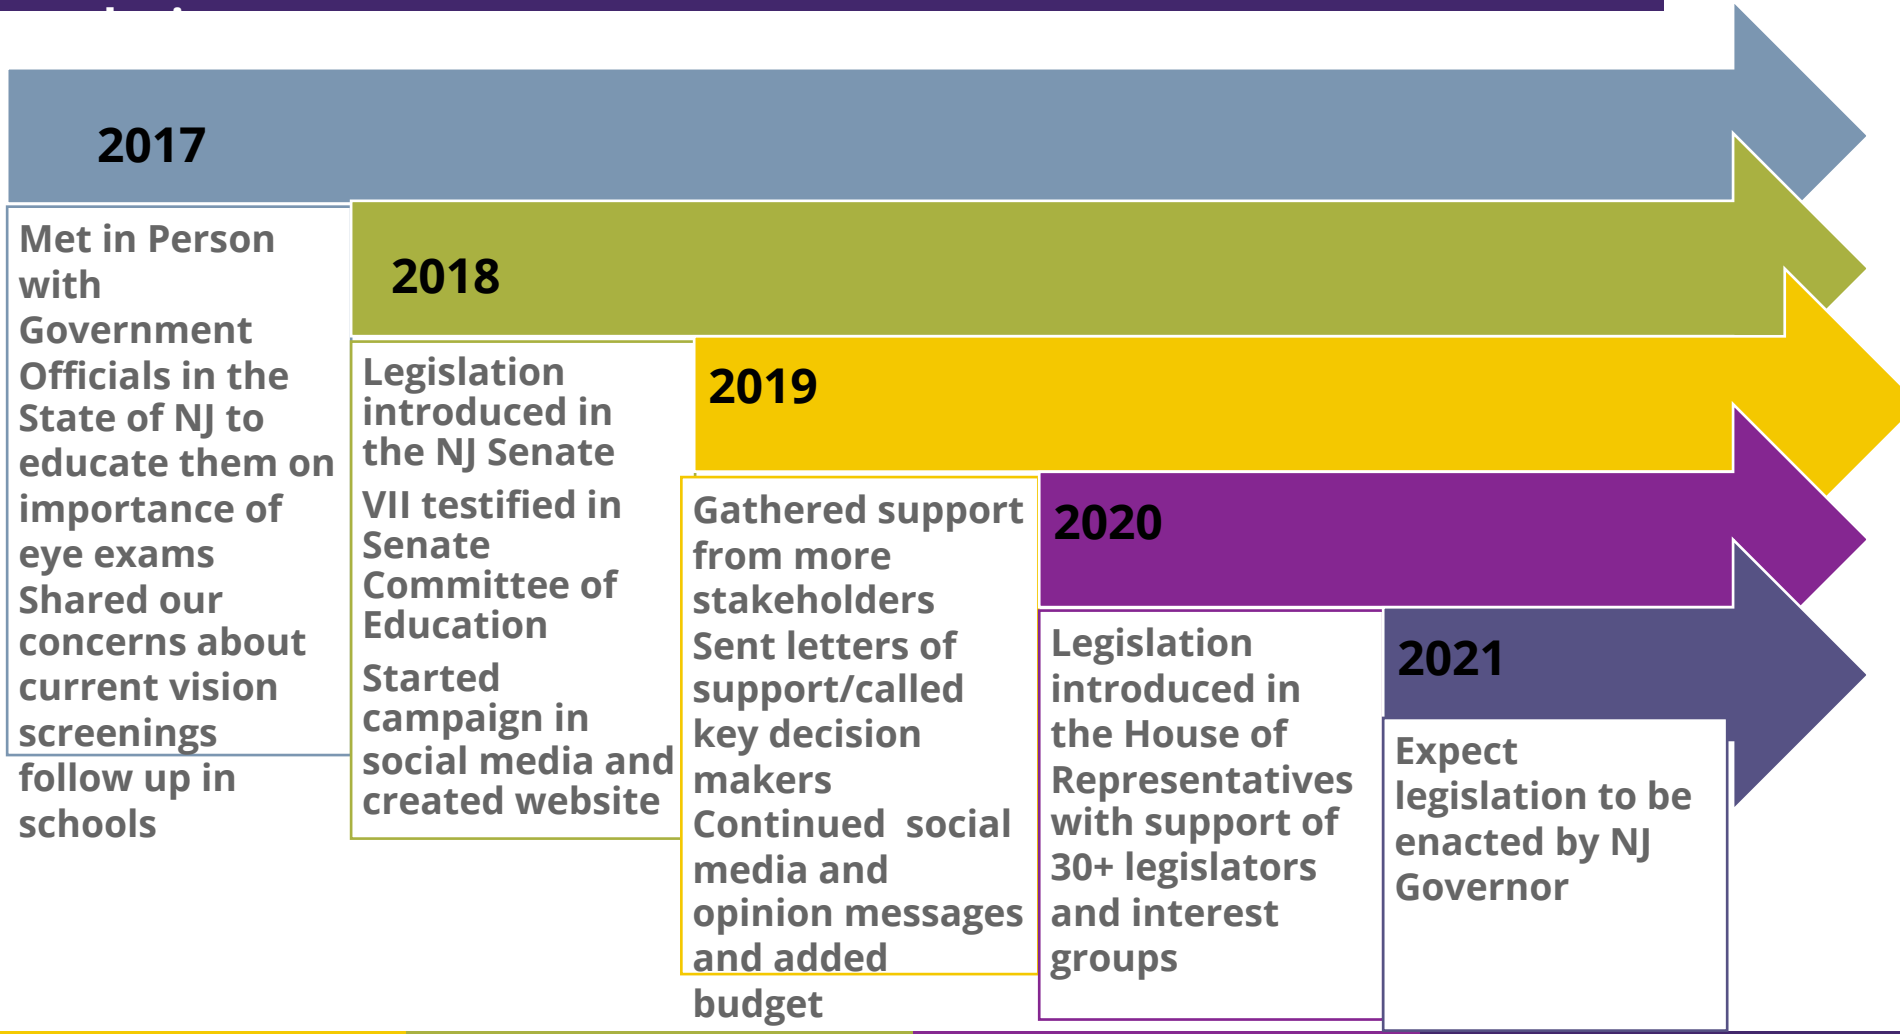 2017
Met in Person
with
Government
Officials in the
State of NJ to
educate them on
importance of
eye exams
Shared our
concerns about
current vision
screenings
follow up in
schools
2018
Legislation
introduced in
the NJ Senate
VII testified in
Senate
Committee of
Education
Started
campaign in
social media and
created website
2019
Gathered support
from more
stakeholders
Sent letters of
support/called
key decision
makers
Continued  social
media and
opinion messages
and added
budget
2020
Legislation
introduced in
the House of
Representatives
with support of
30+ legislators
and interest
groups
2021
Expect
legislation to be
enacted by NJ
Governor